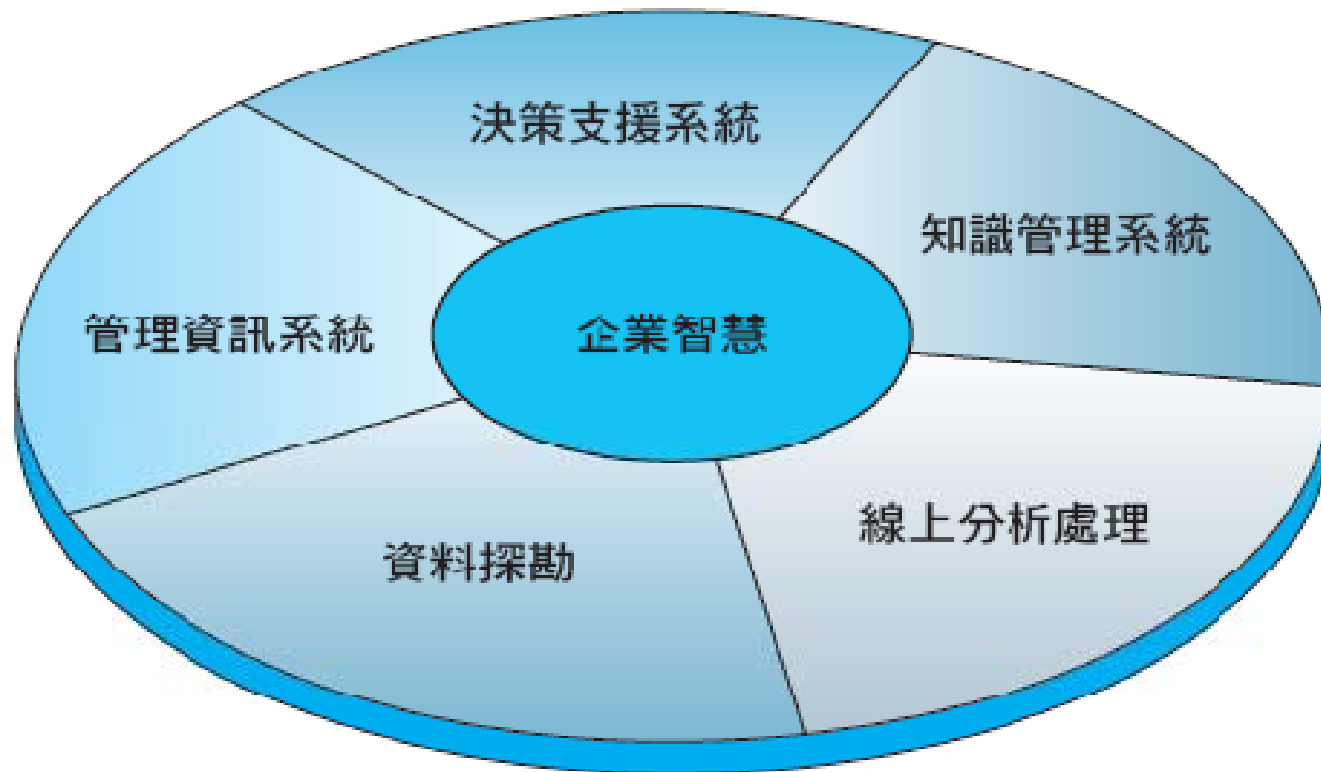 決策支援系統
知識管理系統
管理資訊系統
企業智慧
線上分析處理
資料探勘